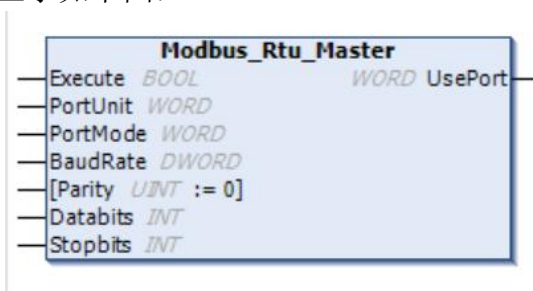 Modbus_Rtu_Master
Execute BOOL WORD UsePort
PortUnit WORD
PortMode WORD
BaudRate DWORD
[Parity UINT := 0]
Databits INT
Stopbits INT